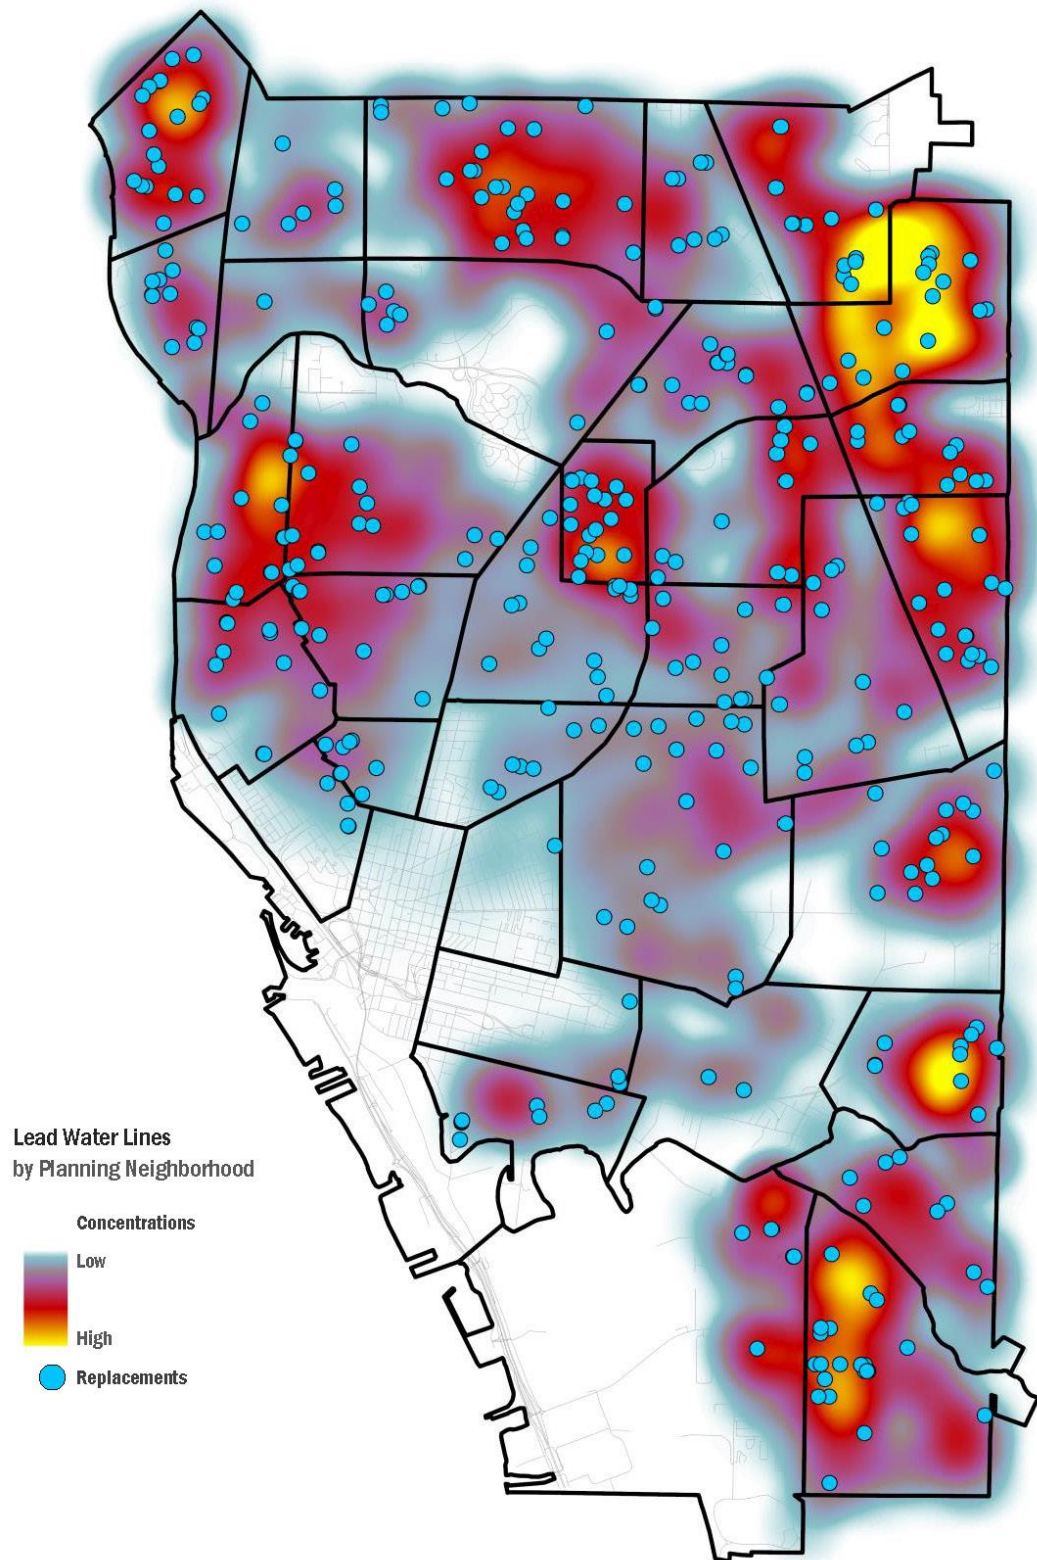 Lead Water Lines
by Planning Neighborhood
Concentrations
Low
High
Replacements